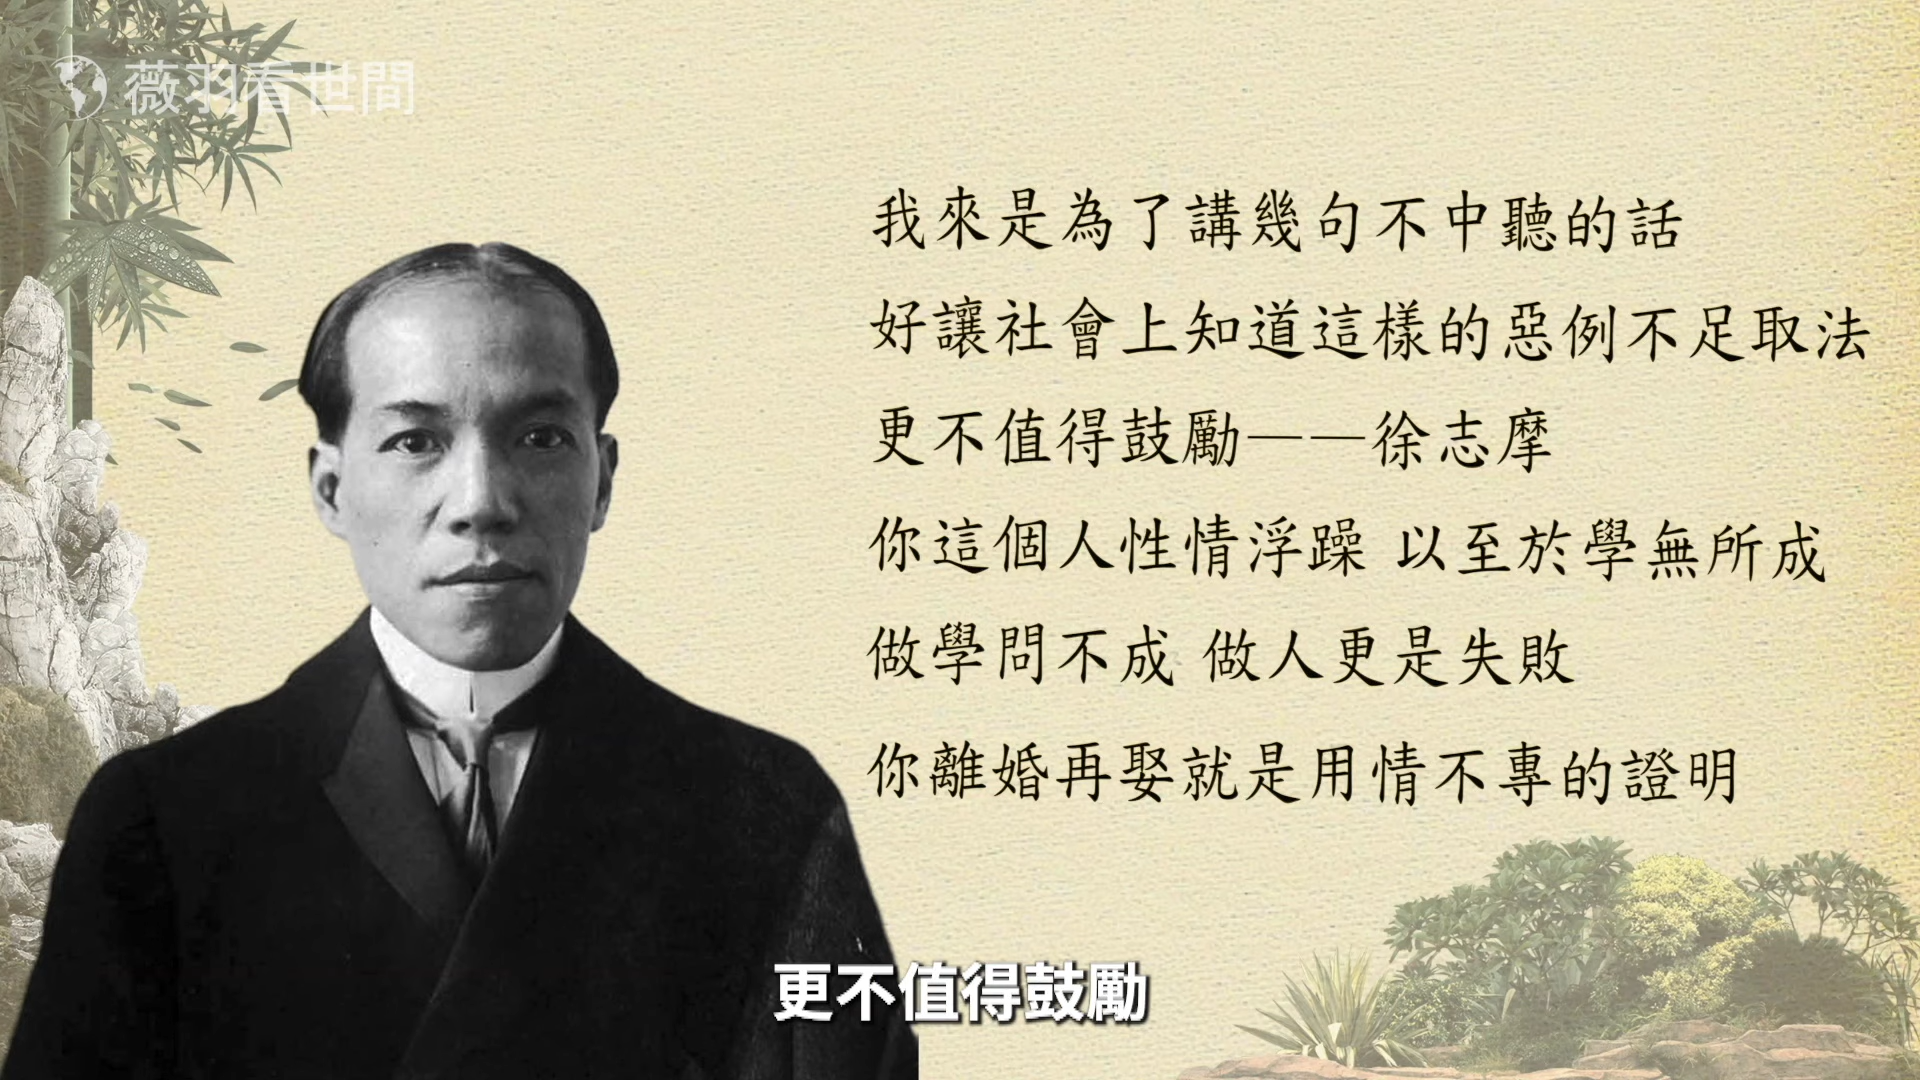 薇羽看世間
我來是為了講幾句不中聽的話
好讓社會上知道這樣的惡例不足取法
更不值得鼓勵——徐志摩
你這個人性情浮躁 以至於學無所成
做學問不成 做人更是失敗
你離婚再娶就是用情不專的證明
更不值得鼓勵